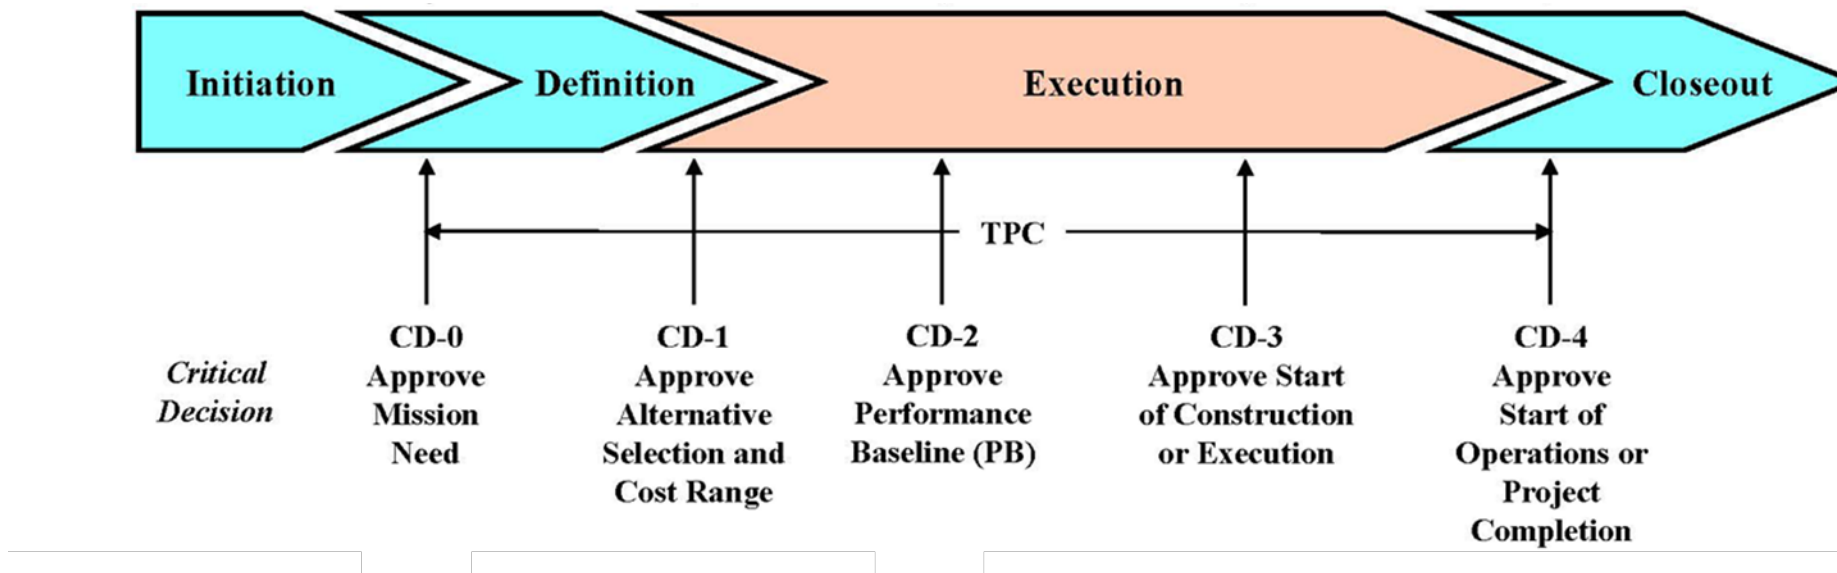 Initiation
Definition
Execution
Closeout
TPC
Critical
Decision
CD-0
Approve
Mission
Need
CD-1
Approve
Alternative
Selection and
Cost Range
CD-2
Approve
Performance
Baseline (PB)
CD-3
Approve Start
of Construction
or Execution
CD-4
Approve
Start of
Operations or
Project
Completion